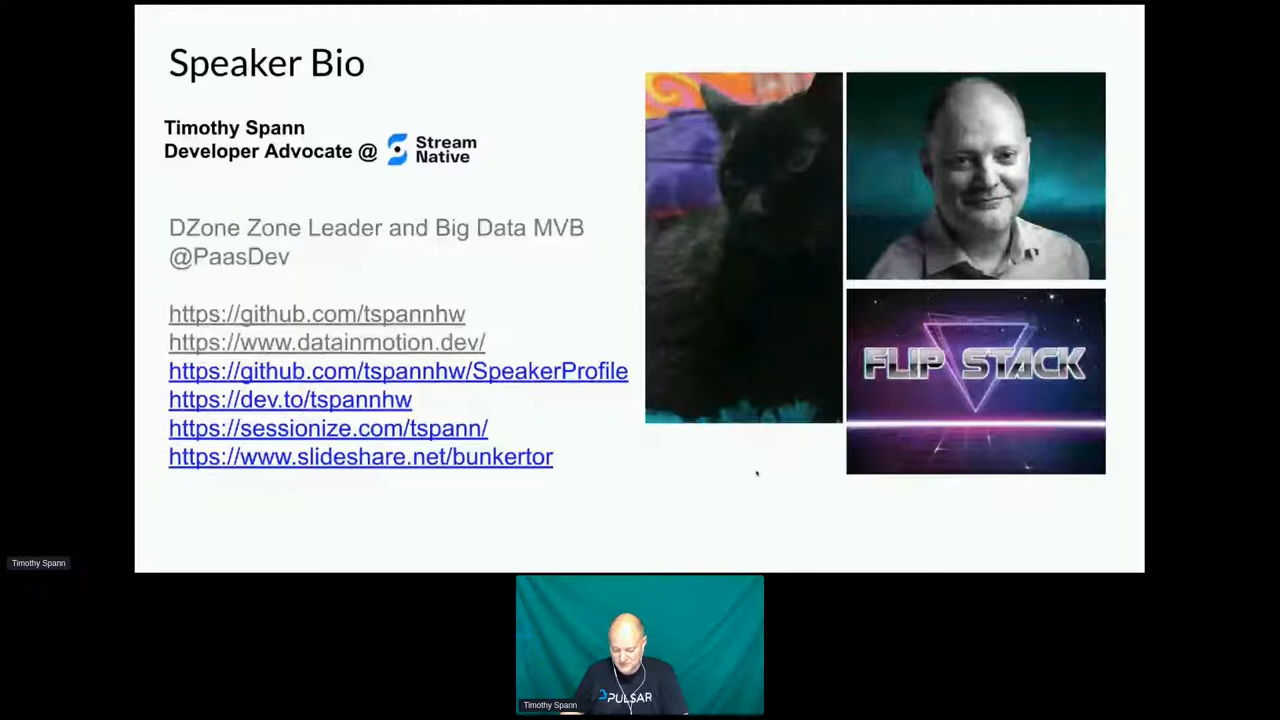 Speaker Bio
Timothy Spann
Developer Advocate @ Stream Native
DZone Zone Leader and Big Data MVB
@PaasDev
https://github.com/tspannhw
https://www.datainmotion.dev/
https://github.com/tspannhw/SpeakerProfile
https://dev.to/tspannhw
https://sessionize.com/tspann/
https://www.slideshare.net/bunkertor
FLIP STACK
Timothy Spann
PULSAR
Timothy Spann